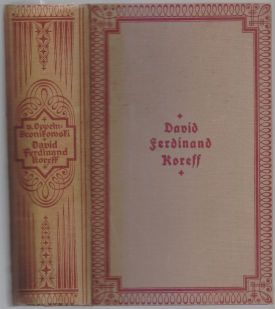 v. Oppeln-
Bronikowski
David
Ferdinand
Koreff
David
Ferdinand
Koreff